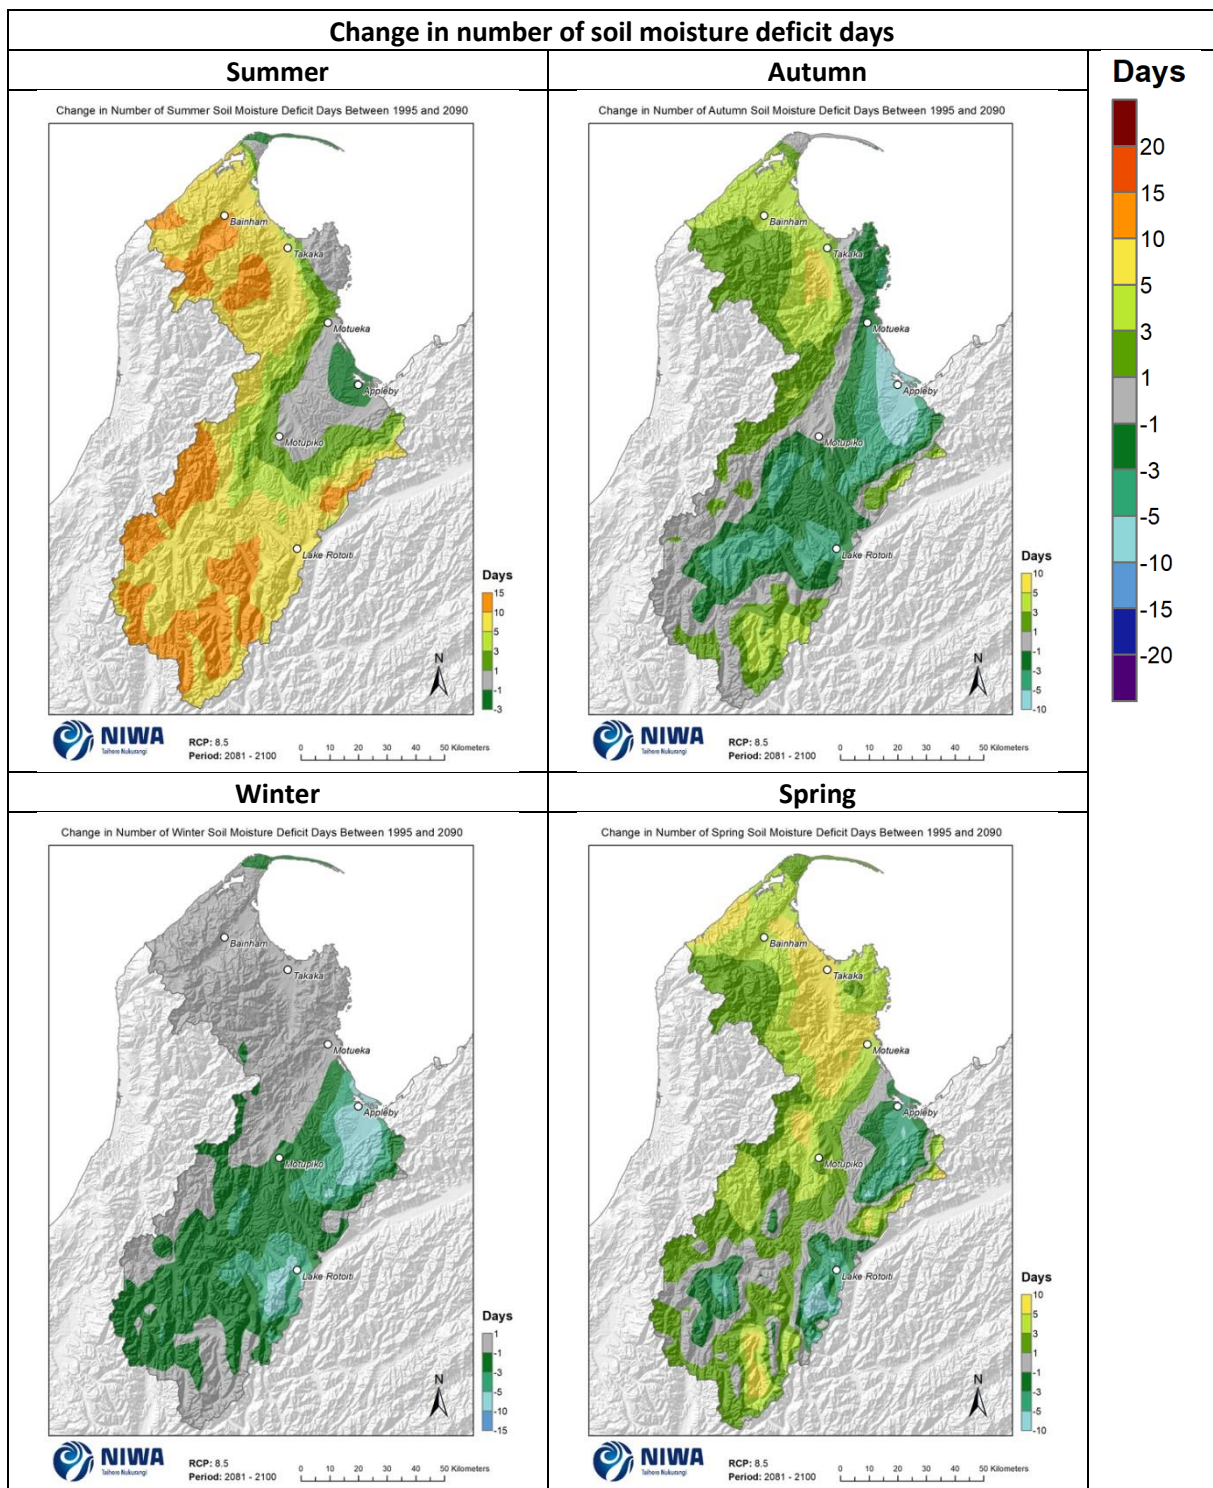 Change in number of soil moisture deficit days
Summer
Autumn
Days
20
15
10
5
3
1
-1
-3
-5
-10
-15
-20
Change in Number of Summer Soil Moisture Deficit Days Between 1995 and 2090
Bainham
Takaka
Motueka
Appleby
Motupiko
Lake Rotoiti
Days
15
10
5
3
1
-1
-3
N
NIWA
Taihoro Nukurangi
RCP: 8.5
Period: 2081 - 2100
0 10 20 30 40 50 Kilometers
Change in Number of Autumn Soil Moisture Deficit Days Between 1995 and 2090
Bainham
Takaka
Motueka
Appleby
Motupiko
Lake Rotoiti
Days
10
5
3
1
-1
-3
-5
-10
N
NIWA
Taihoro Nukurangi
RCP: 8.5
Period: 2081 - 2100
0 10 20 30 40 50 Kilometers
Winter
Spring
Change in Number of Winter Soil Moisture Deficit Days Between 1995 and 2090
Bainham
Takaka
Motueka
Appleby
Motupiko
Lake Rotoiti
Days
1
-1
-3
-5
-10
-15
N
NIWA
Taihoro Nukurangi
RCP: 8.5
Period: 2081 - 2100
0 10 20 30 40 50 Kilometers
Change in Number of Spring Soil Moisture Deficit Days Between 1995 and 2090
Bainham
Takaka
Motueka
Appleby
Motupiko
Lake Rotoiti
Days
10
5
3
1
-1
-3
-5
-10
N
NIWA
Taihoro Nukurangi
RCP: 8.5
Period: 2081 - 2100
0 10 20 30 40 50 Kilometers